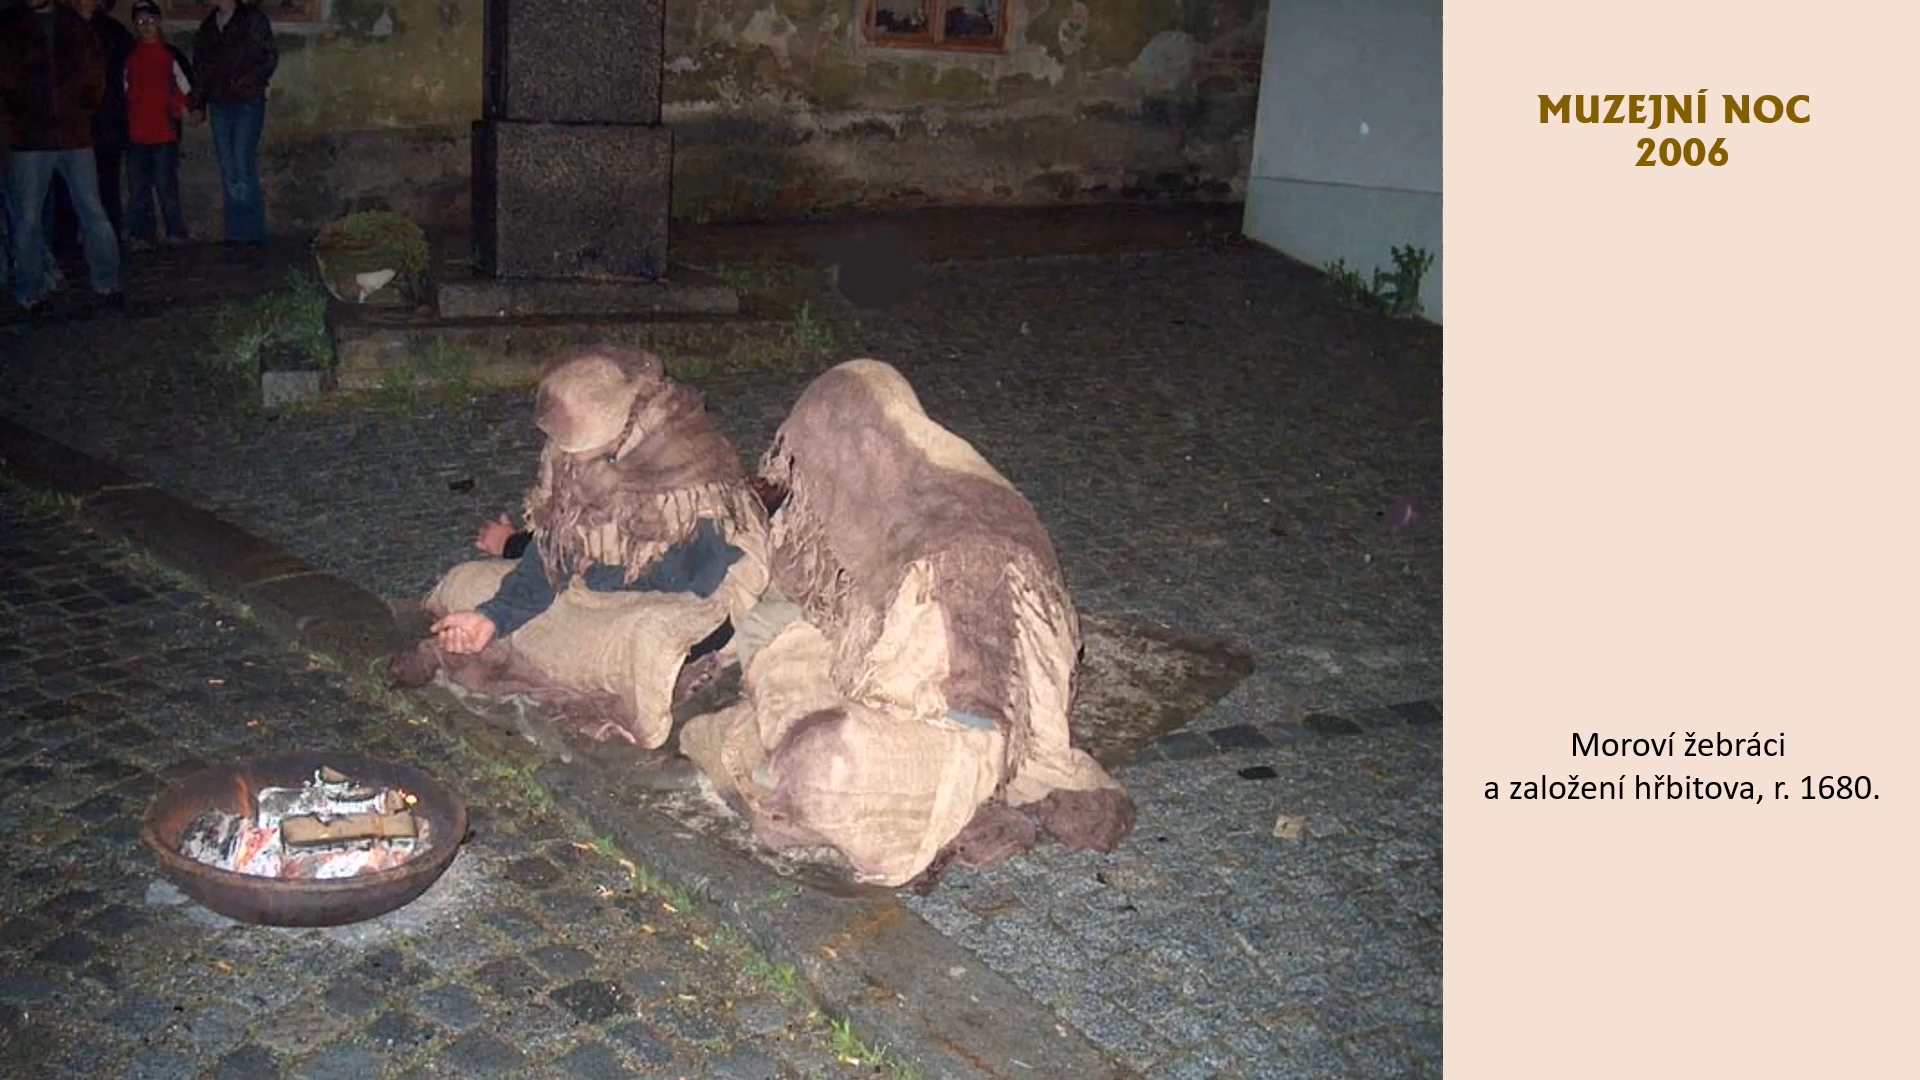 MUZEJNÍ NOC
2006
Moroví žebráci
a založení hřbitova, r. 1680.